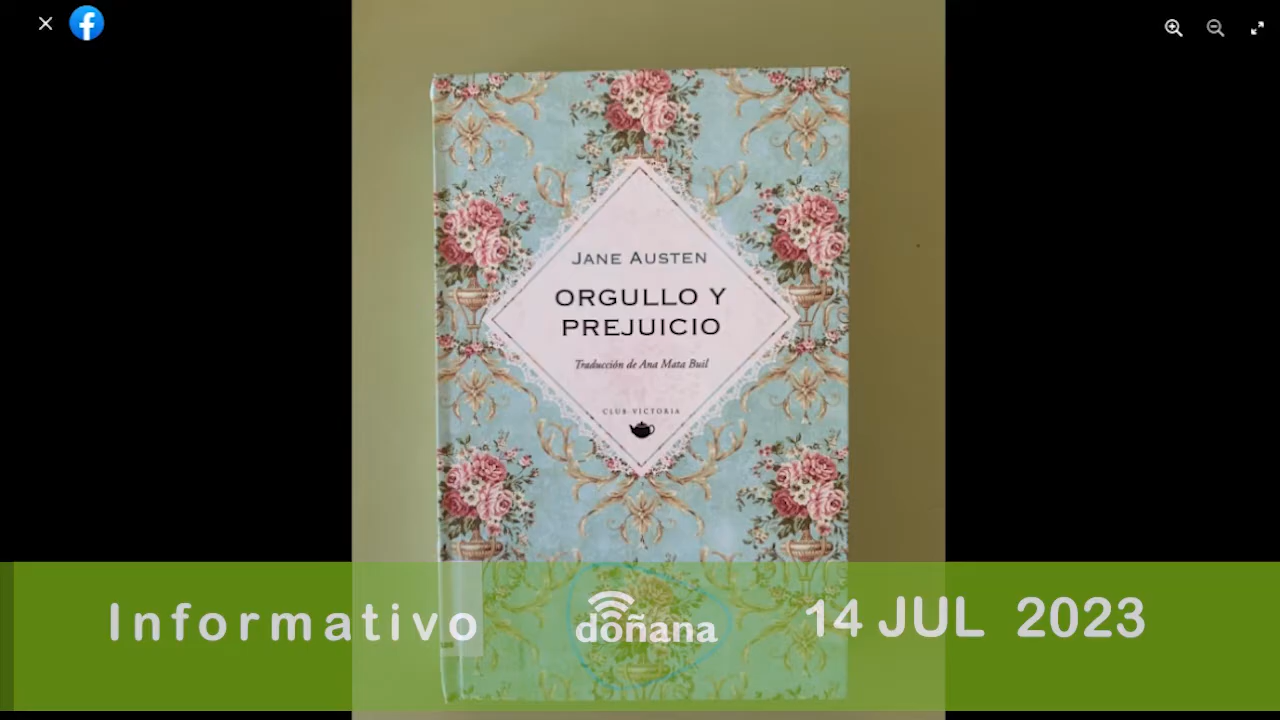 JANE AUSTEN
ORGULLO Y
PREJUICIO
Traducción de Ana Mata Buil
CLUB VICTORIA
Informativo
doñana
14 JUL 2023